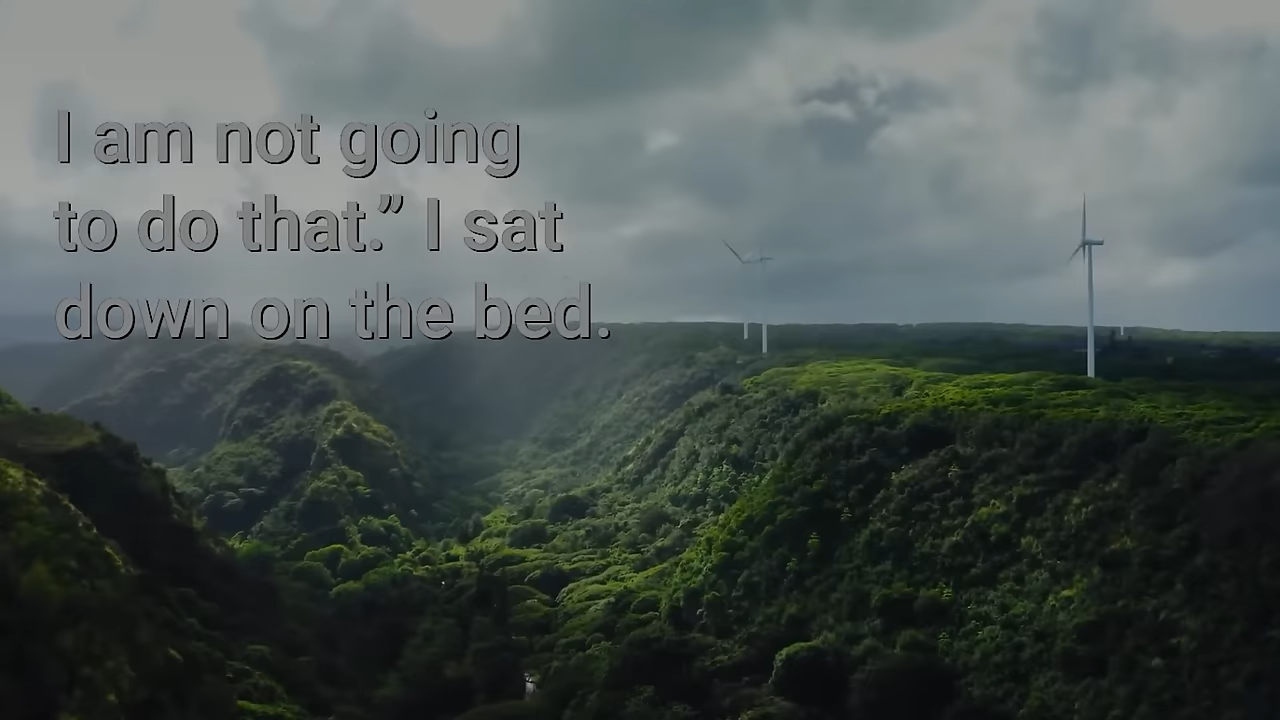 I am not going
to do that.” I sat
down on the bed.